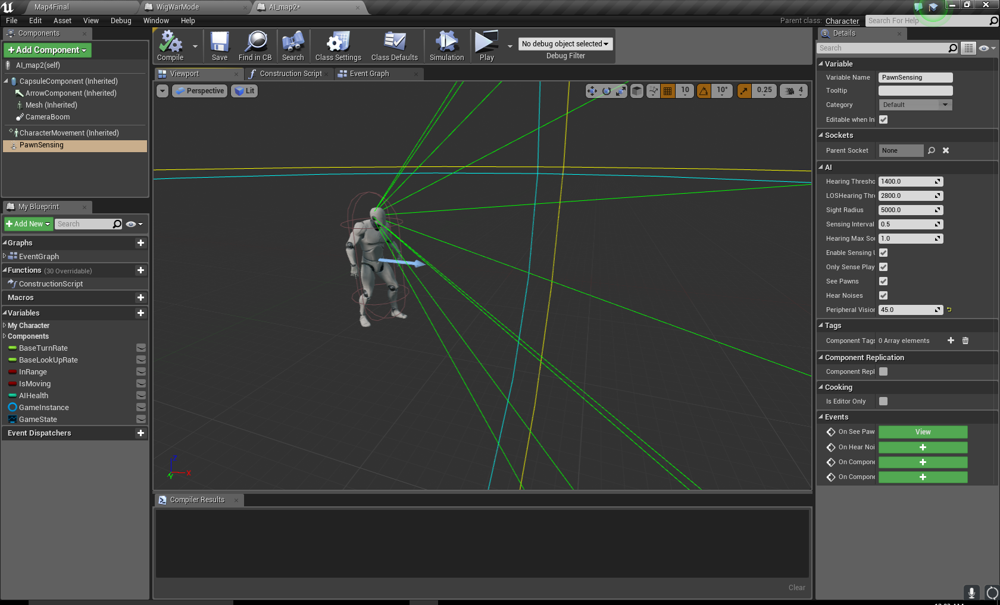 Map4Final
WigWarMode
AI_map2*
File Edit Asset View Debug Window Help
Parent class: Character
Search For Help
Components
+ Add Component
AI_map2(self)
CapsuleComponent (Inherited)
ArrowComponent (Inherited)
Mesh (Inherited)
CameraBoom
CharacterMovement (Inherited)
PawnSensing
My Blueprint
+ Add New
Search
Graphs
EventGraph
Functions (30 Overridable)
ConstructionScript
Macros
Variables
My Character
Components
BaseTurnRate
BaseLookUpRate
InRange
IsMoving
AIHealth
GameInstance
GameState
Event Dispatchers
Compile
Save
Find in CB
Search
Class Settings
Class Defaults
Simulation
Play
No debug object selected
Debug Filter
Viewport
Construction Script
Event Graph
Perspective
Lit
10
10°
0.25
4
Z
X
Y
Compiler Results
Clear
Details
Search
Variable
Variable Name PawnSensing
Tooltip
Category Default
Editable when In
Sockets
Parent Socket None
AI
Hearing Thresho 1400.0
LOSHearing Thre 2800.0
Sight Radius 5000.0
Sensing Interval 0.5
Hearing Max Sou 1.0
Enable Sensing U
Only Sense Play
See Pawns
Hear Noises
Peripheral Vision 45.0
Tags
Component Tags 0 Array elements
Component Replication
Component Repl
Cooking
Is Editor Only
Events
On See Paw View
On Hear Noi +
On Compone +
On Compone +